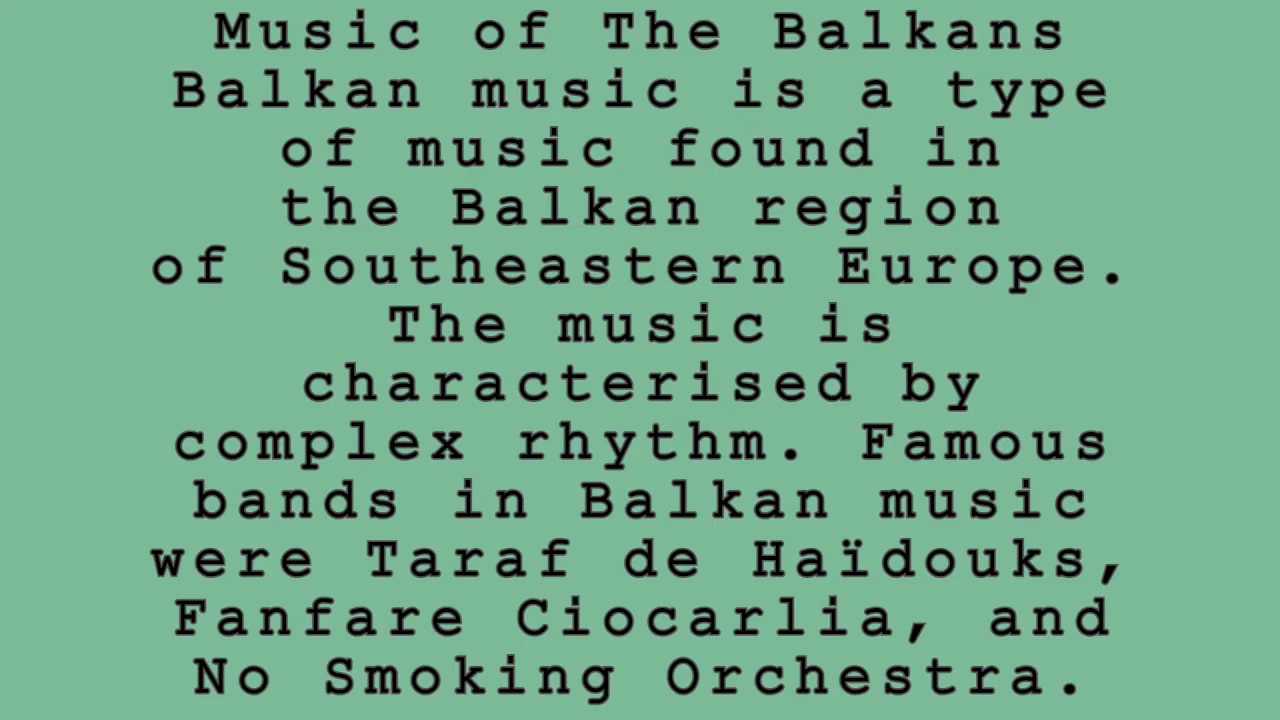 Music of The Balkans
Balkan music is a type
of music found in
the Balkan region
of Southeastern Europe.
The music is
characterised by
complex rhythm. Famous
bands in Balkan music
were Taraf de Haïdouks,
Fanfare Ciocarlia, and
No Smoking Orchestra.